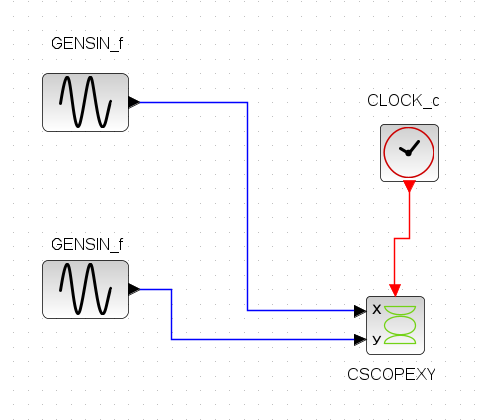 GENSIN_f
CLOCK_c
GENSIN_f
X
y
CSCOPEXY